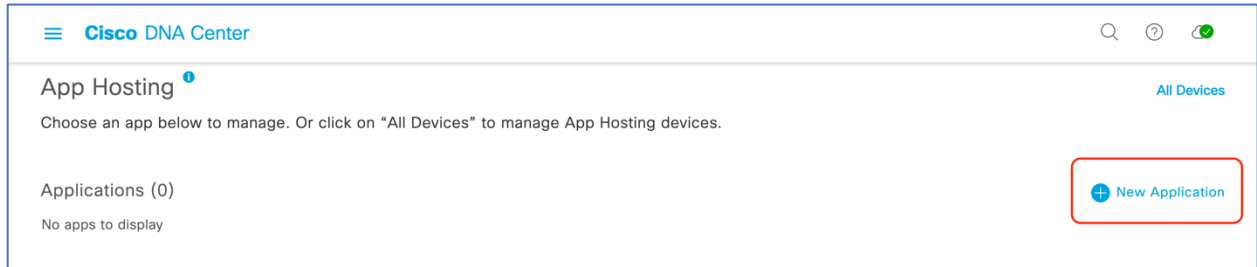 Cisco DNA Center
App Hosting
All Devices
Choose an app below to manage. Or click on “All Devices” to manage App Hosting devices.
Applications (0)
New Application
No apps to display